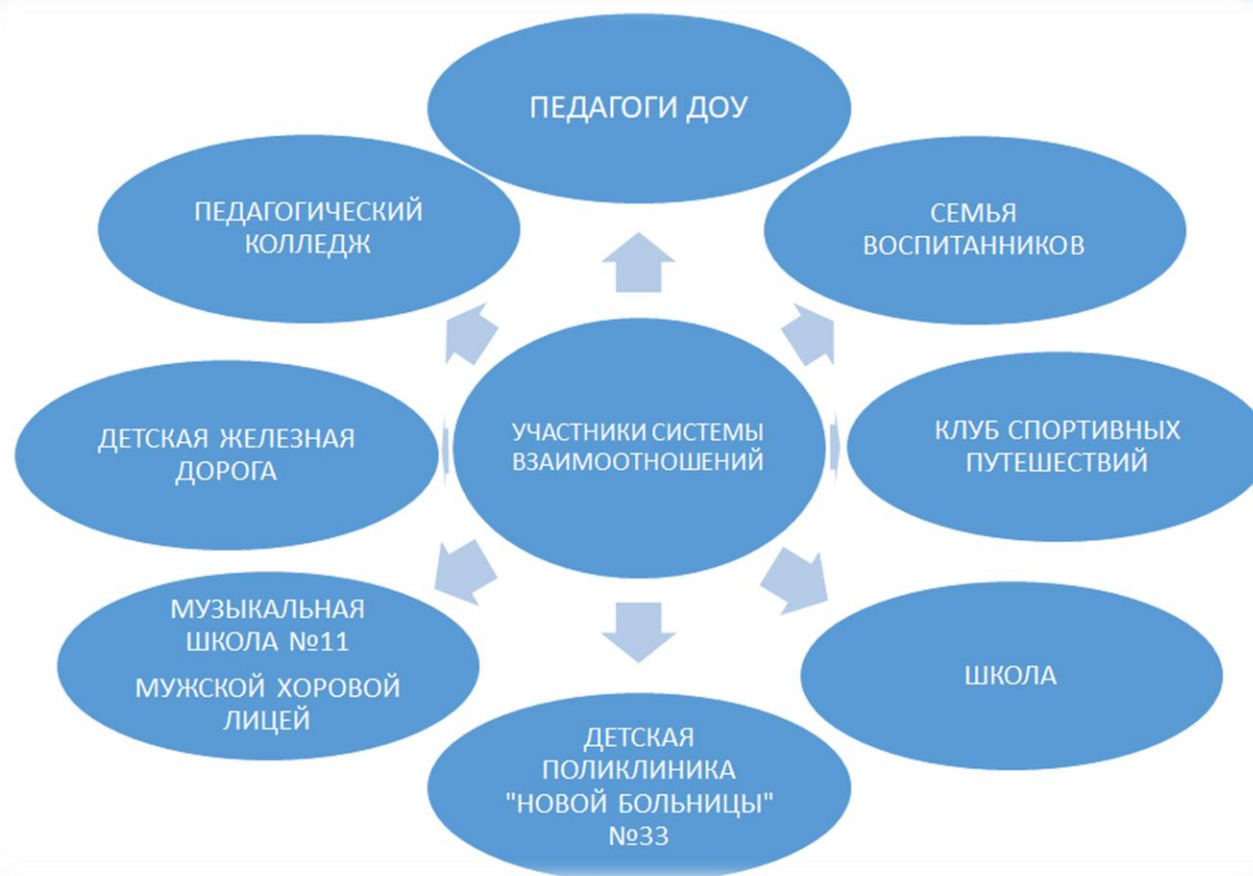 ПЕДАГОГИ ДОУ
ПЕДАГОГИЧЕСКИЙ
КОЛЛЕДЖ
СЕМЬЯ
ВОСПИТАННИКОВ
ДЕТСКАЯ ЖЕЛЕЗНАЯ
ДОРОГА
УЧАСТНИКИ СИСТЕМЫ
ВЗАИМООТНОШЕНИЙ
КЛУБ СПОРТИВНЫХ
ПУТЕШЕСТВИЙ
МУЗЫКАЛЬНАЯ
ШКОЛА №11
МУЖСКОЙ ХОРОВОЙ
ЛИЦЕЙ
ШКОЛА
ДЕТСКАЯ
ПОЛИКЛИНИКА
"НОВОЙ БОЛЬНИЦЫ"
№33